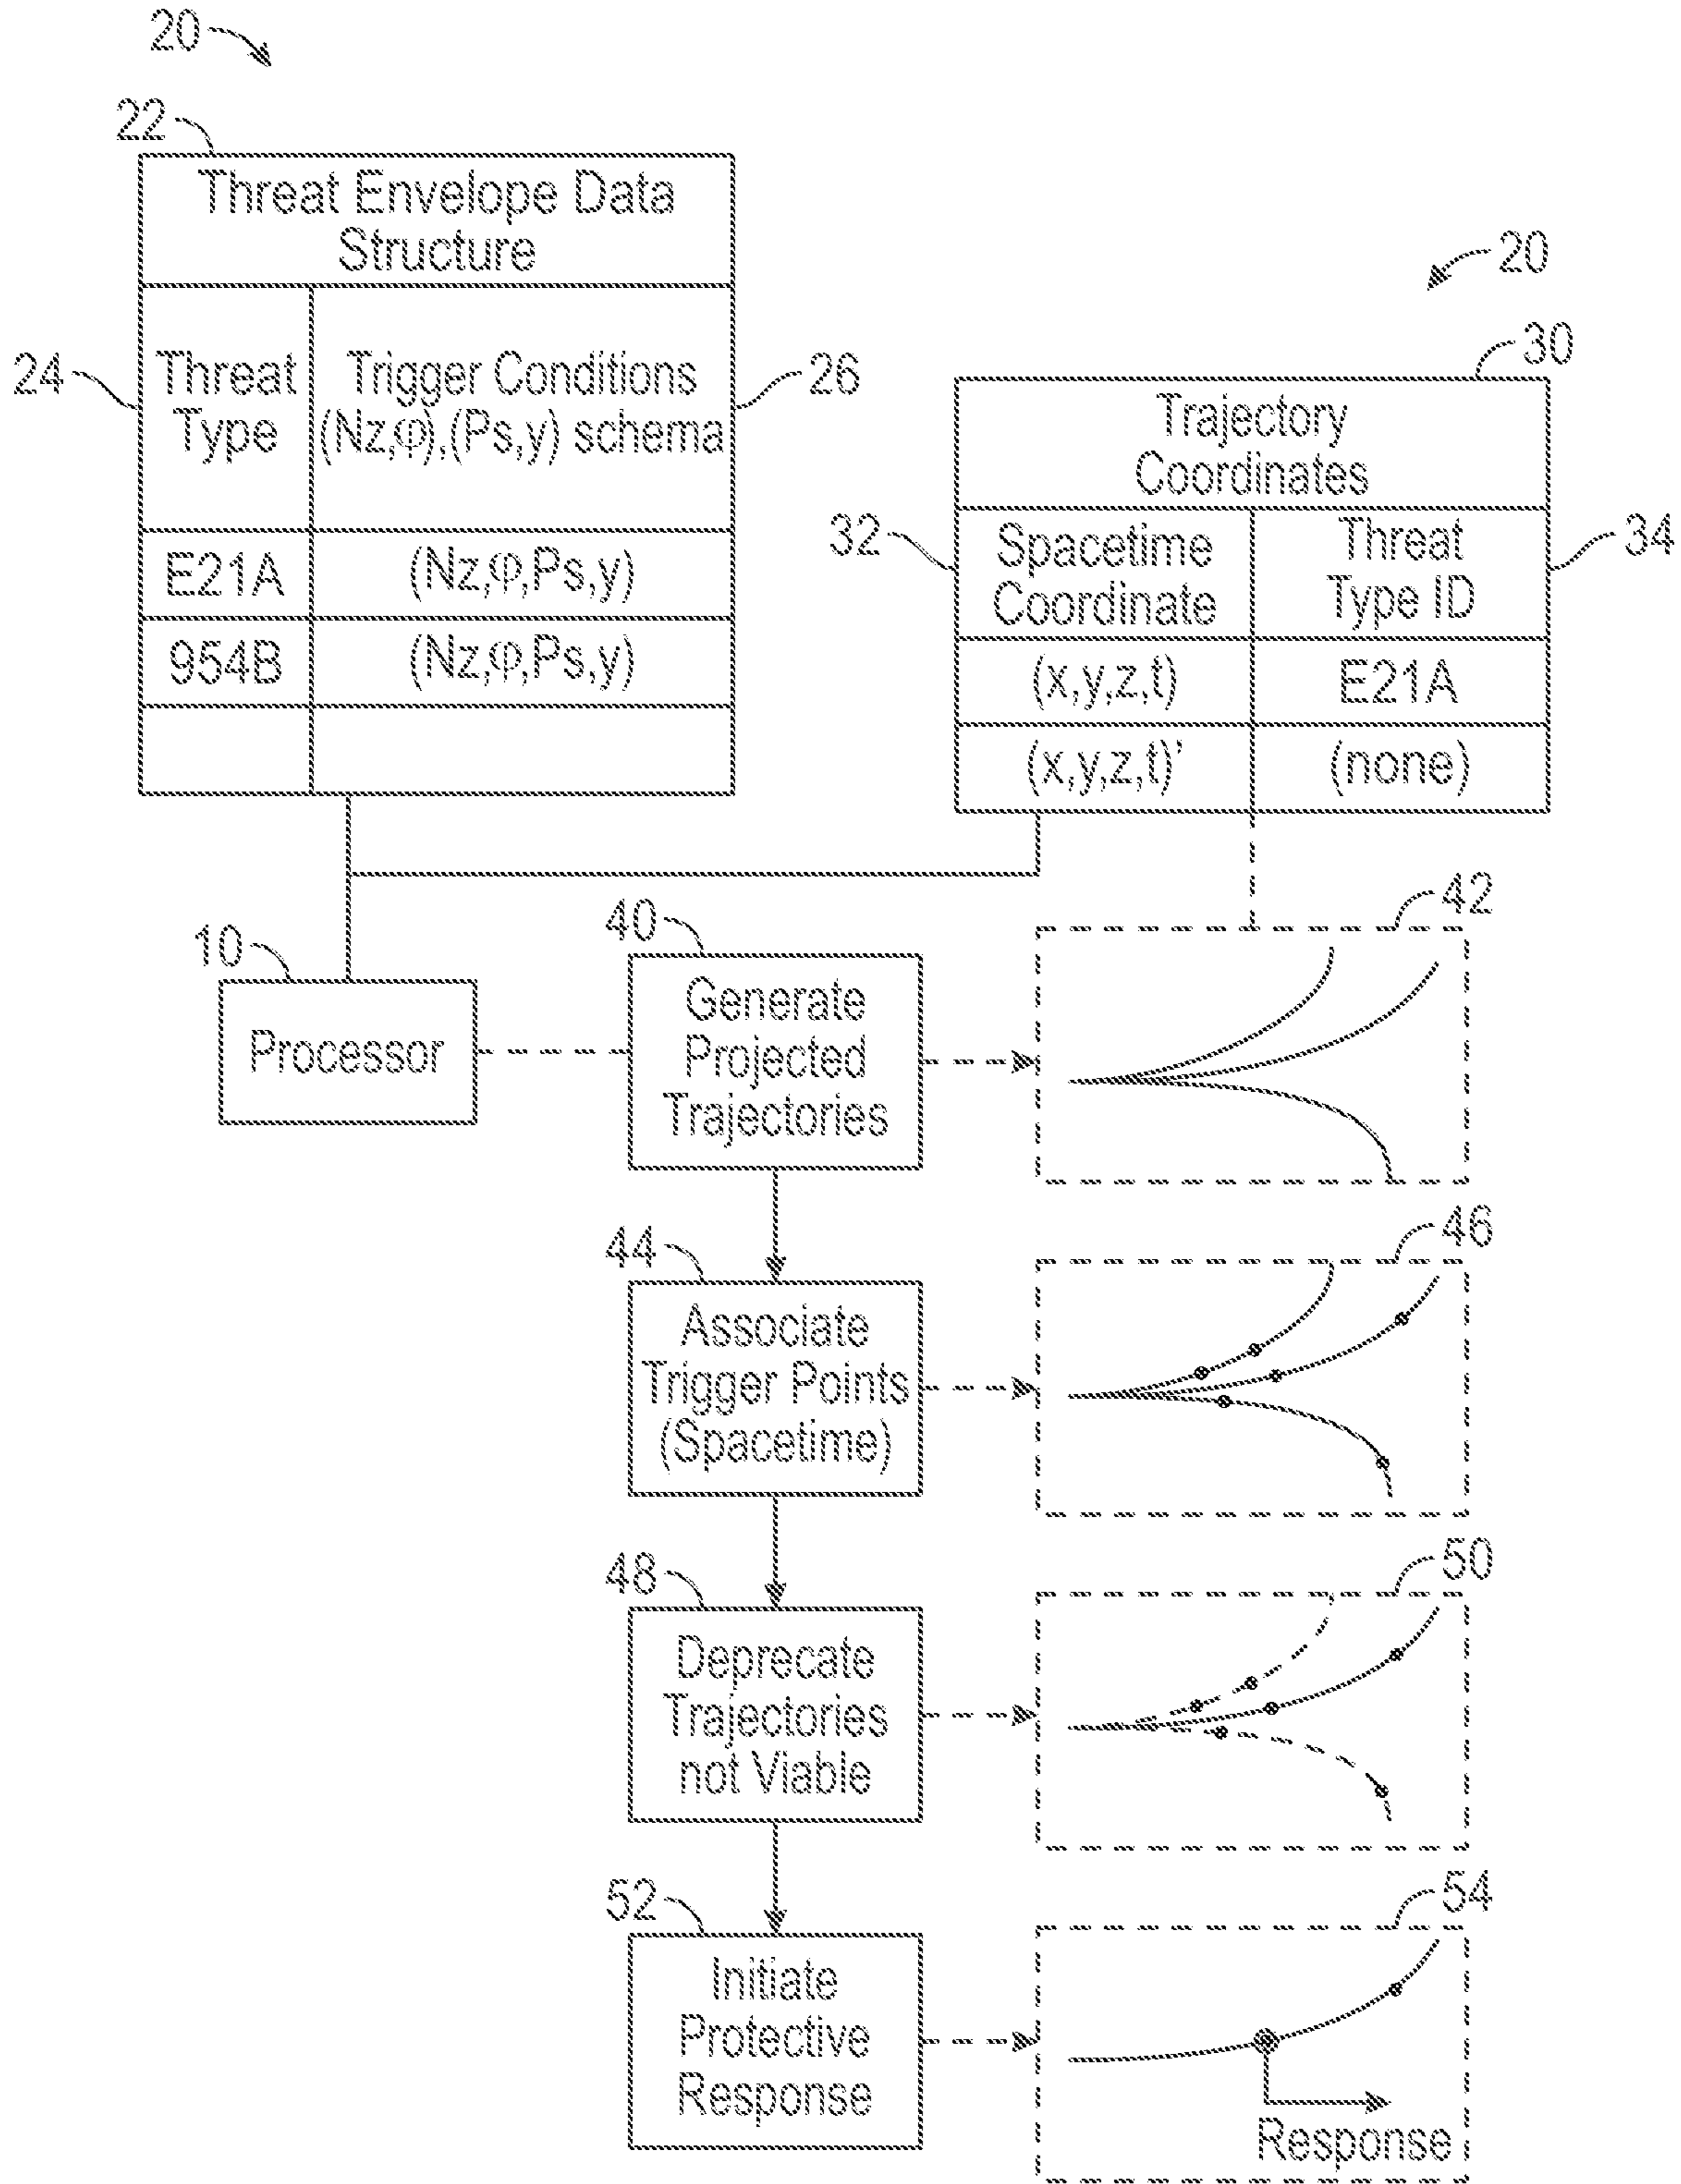 20
22
Threat Envelope Data
Structure
20
24
Threat
Type
Trigger Conditions
(Nz,φ),(Ps,y) schema
26
E21A
(Nz,φ,Ps,y)
954B
(Nz,φ,Ps,y)
30
Trajectory
Coordinates
32
Spacetime
Coordinate
Threat
Type ID
34
(x,y,z,t)
E21A
(x,y,z,t)’
(none)
10
Processor
40
Generate
Projected
Trajectories
42
44
Associate
Trigger Points
(Spacetime)
46
48
Deprecate
Trajectories
not Viable
50
52
Initiate
Protective
Response
54
Response